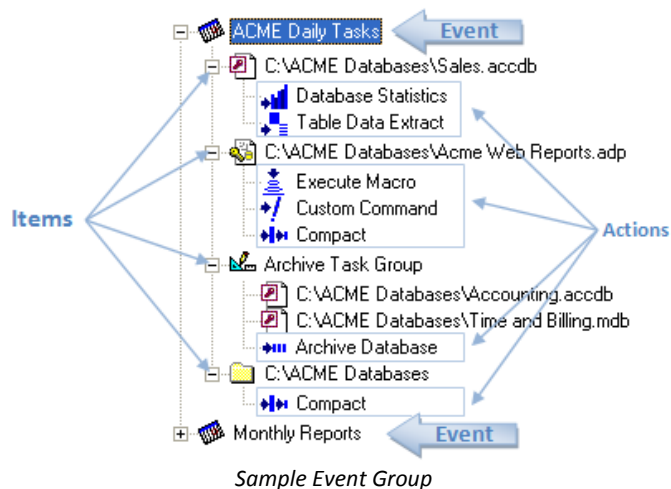 ACME Daily Tasks Event
C:\ACME Databases\Sales.accdb
Database Statistics
Table Data Extract
C:\ACME Databases\Acme Web Reports.adp
Execute Macro
Items
Custom Command
Actions
Compact
Archive Task Group
C:\ACME Databases\Accounting.accdb
C:\ACME Databases\Time and Billing.mdb
Archive Database
C:\ACME Databases
Compact
Monthly Reports Event
Sample Event Group